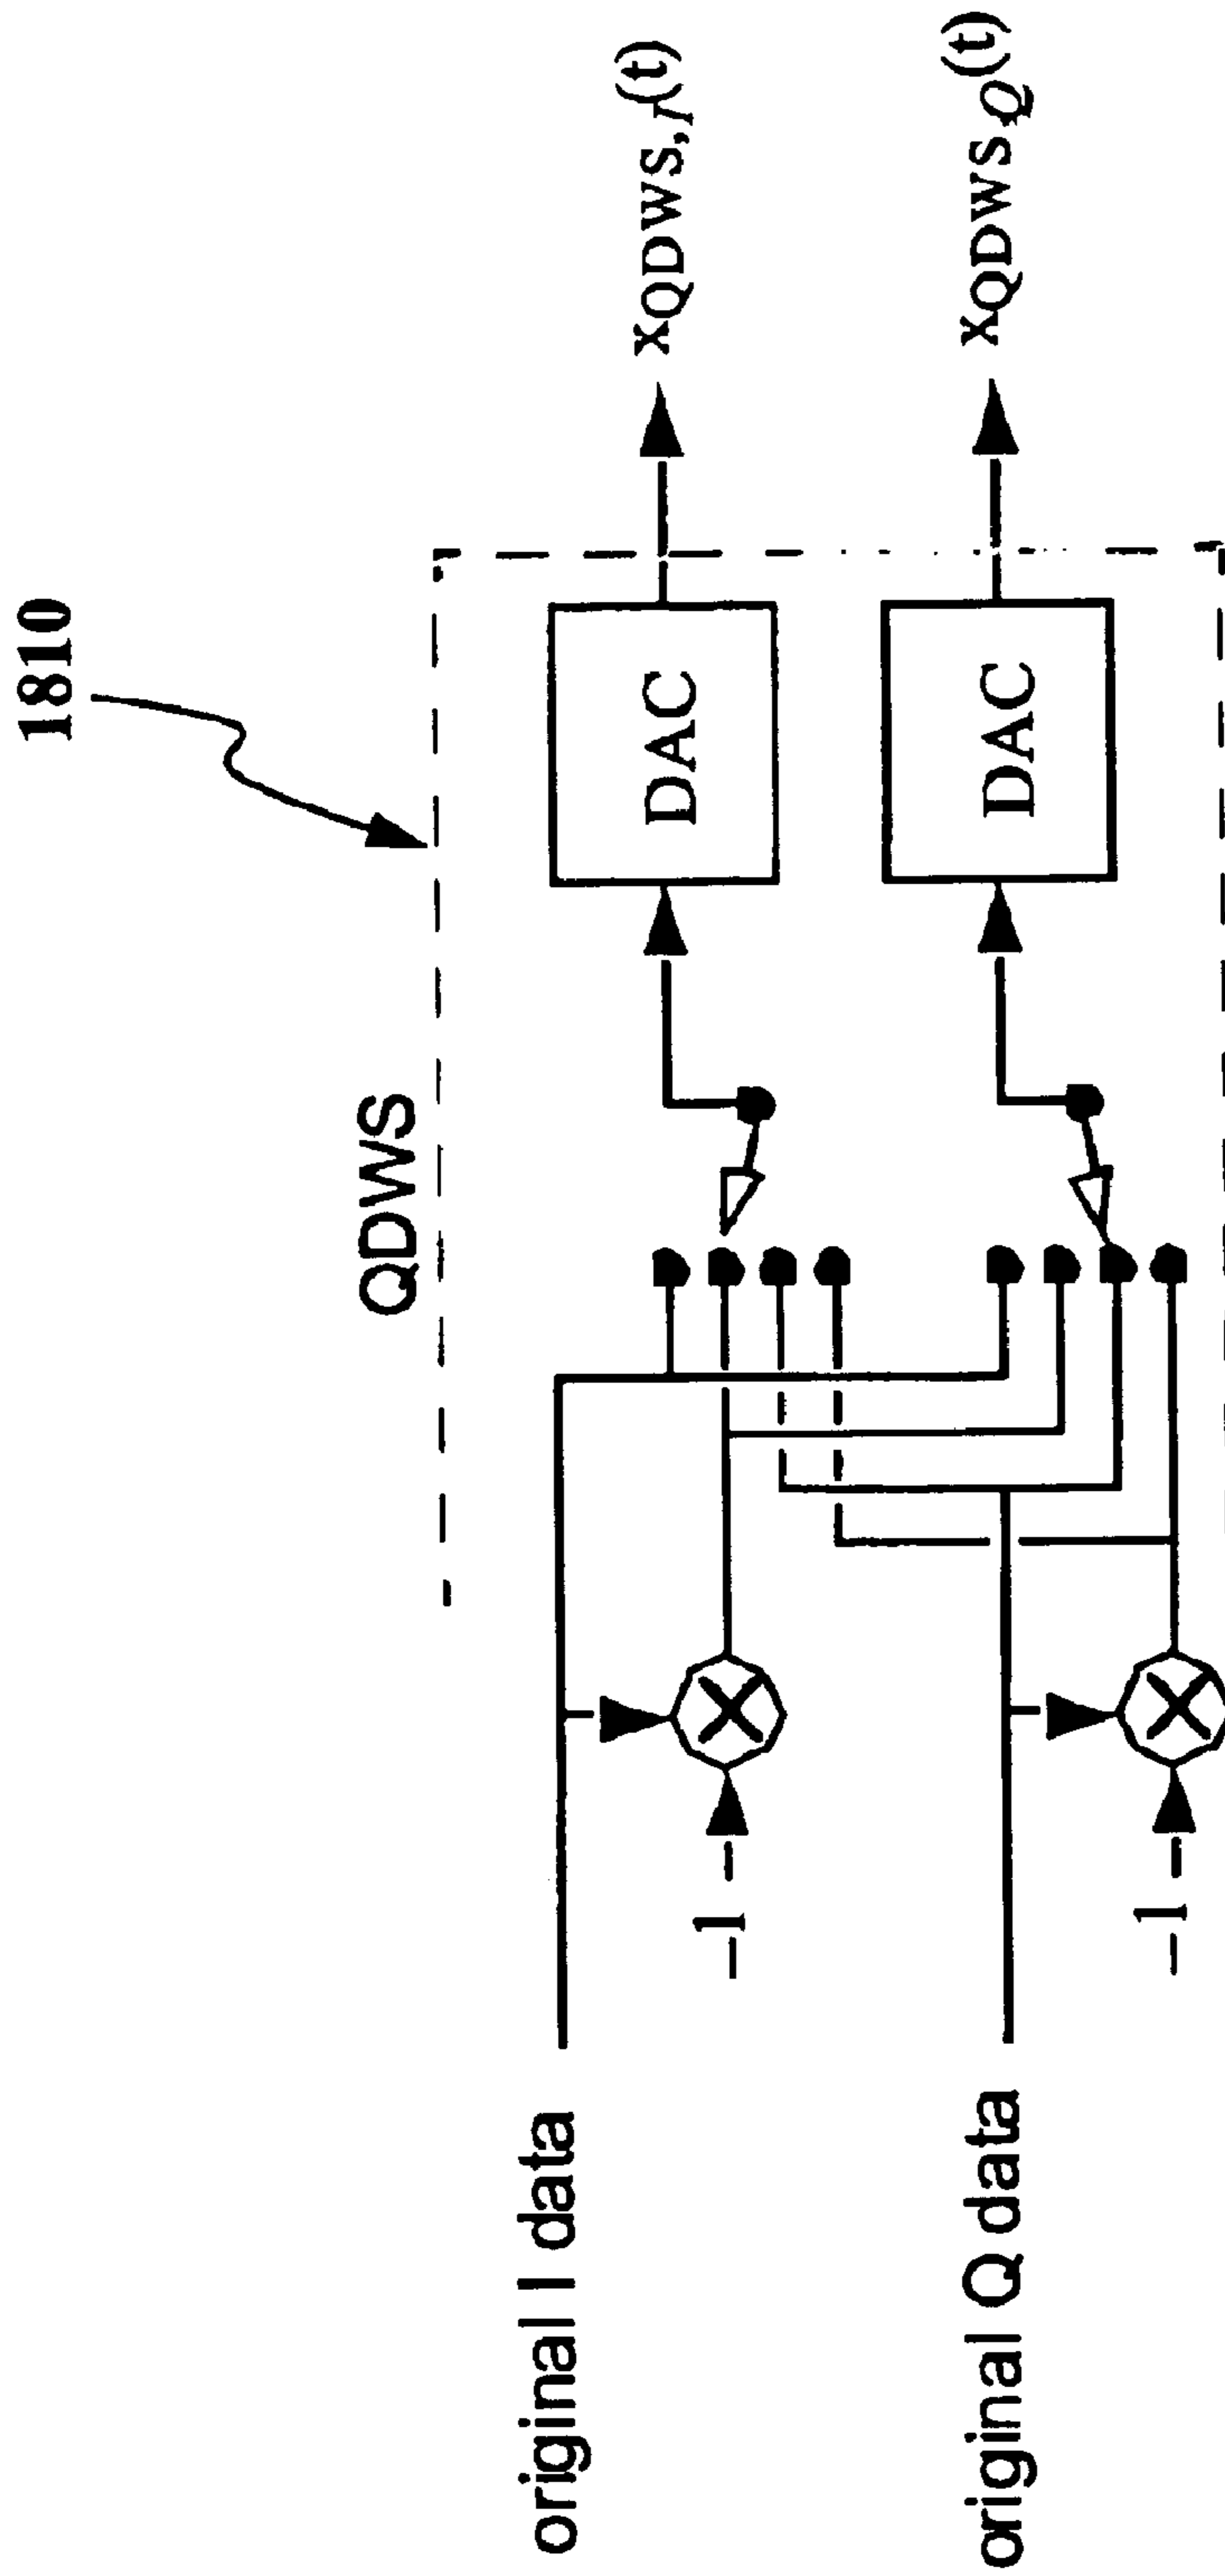 1810
QDWS
original I data
-1
DAC
xQDWS,I(t)
original Q data
-1
DAC
xQDWS,Q(t)